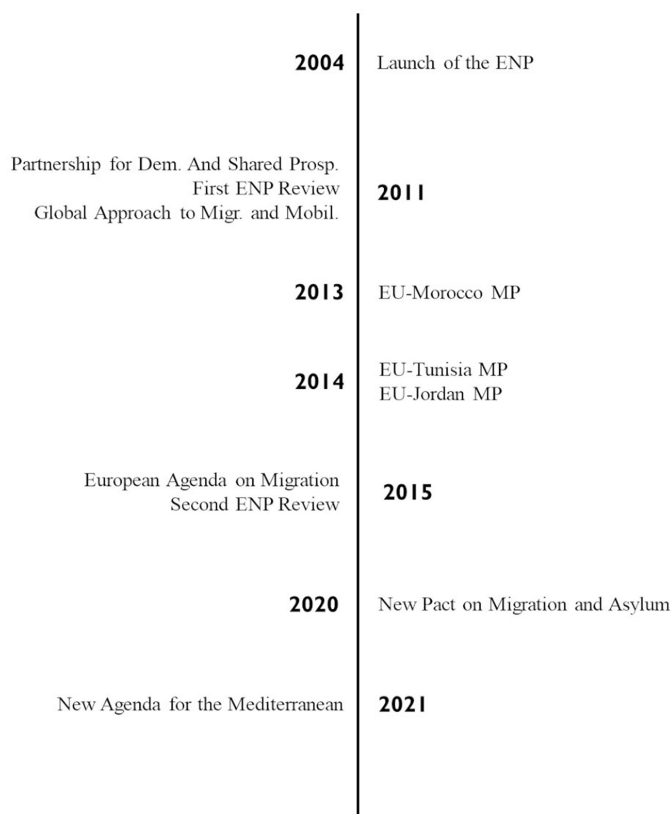 2004
Launch of the ENP
Partnership for Dem. And Shared Prosp.
First ENP Review
Global Approach to Migr. and Mobil.
2011
2013
EU-Morocco MP
2014
EU-Tunisia MP
EU-Jordan MP
European Agenda on Migration
Second ENP Review
2015
2020
New Pact on Migration and Asylum
New Agenda for the Mediterranean
2021